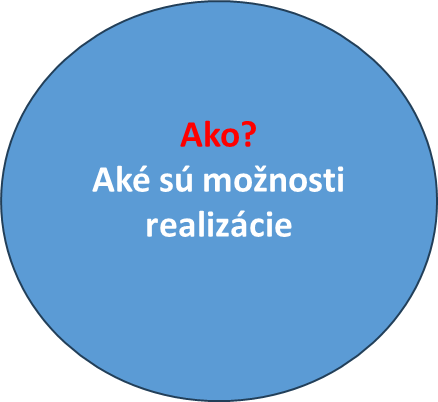 Ako?
Aké sú možnosti
realizácie